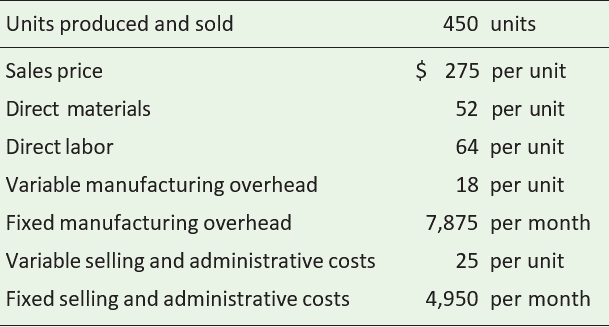 Units produced and sold 450 units
Sales price $ 275 per unit
Direct materials 52 per unit
Direct labor 64 per unit
Variable manufacturing overhead 18 per unit
Fixed manufacturing overhead 7,875 per month
Variable selling and administrative costs 25 per unit
Fixed selling and administrative costs 4,950 per month